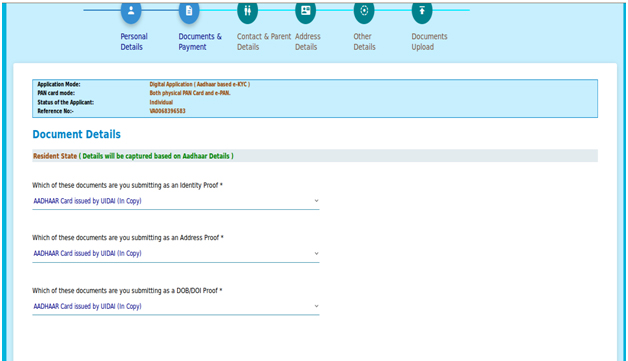 Personal Details
Documents & Payment
Contact & Parent Details
Address Details
Other Details
Documents Upload
Application Mode: Digital Application ( Aadhaar based e-KYC )
PAN card mode: Both physical PAN Card and e-PAN.
Status of the Applicant: Individual
Reference No:- VA0068396583
Document Details
Resident State ( Details will be captured based on Aadhaar Details )
Which of these documents are you submitting as an Identity Proof *
AADHAAR Card issued by UIDAI (In Copy)
Which of these documents are you submitting as an Address Proof *
AADHAAR Card issued by UIDAI (In Copy)
Which of these documents are you submitting as a DOB/DOI Proof *
AADHAAR Card issued by UIDAI (In Copy)